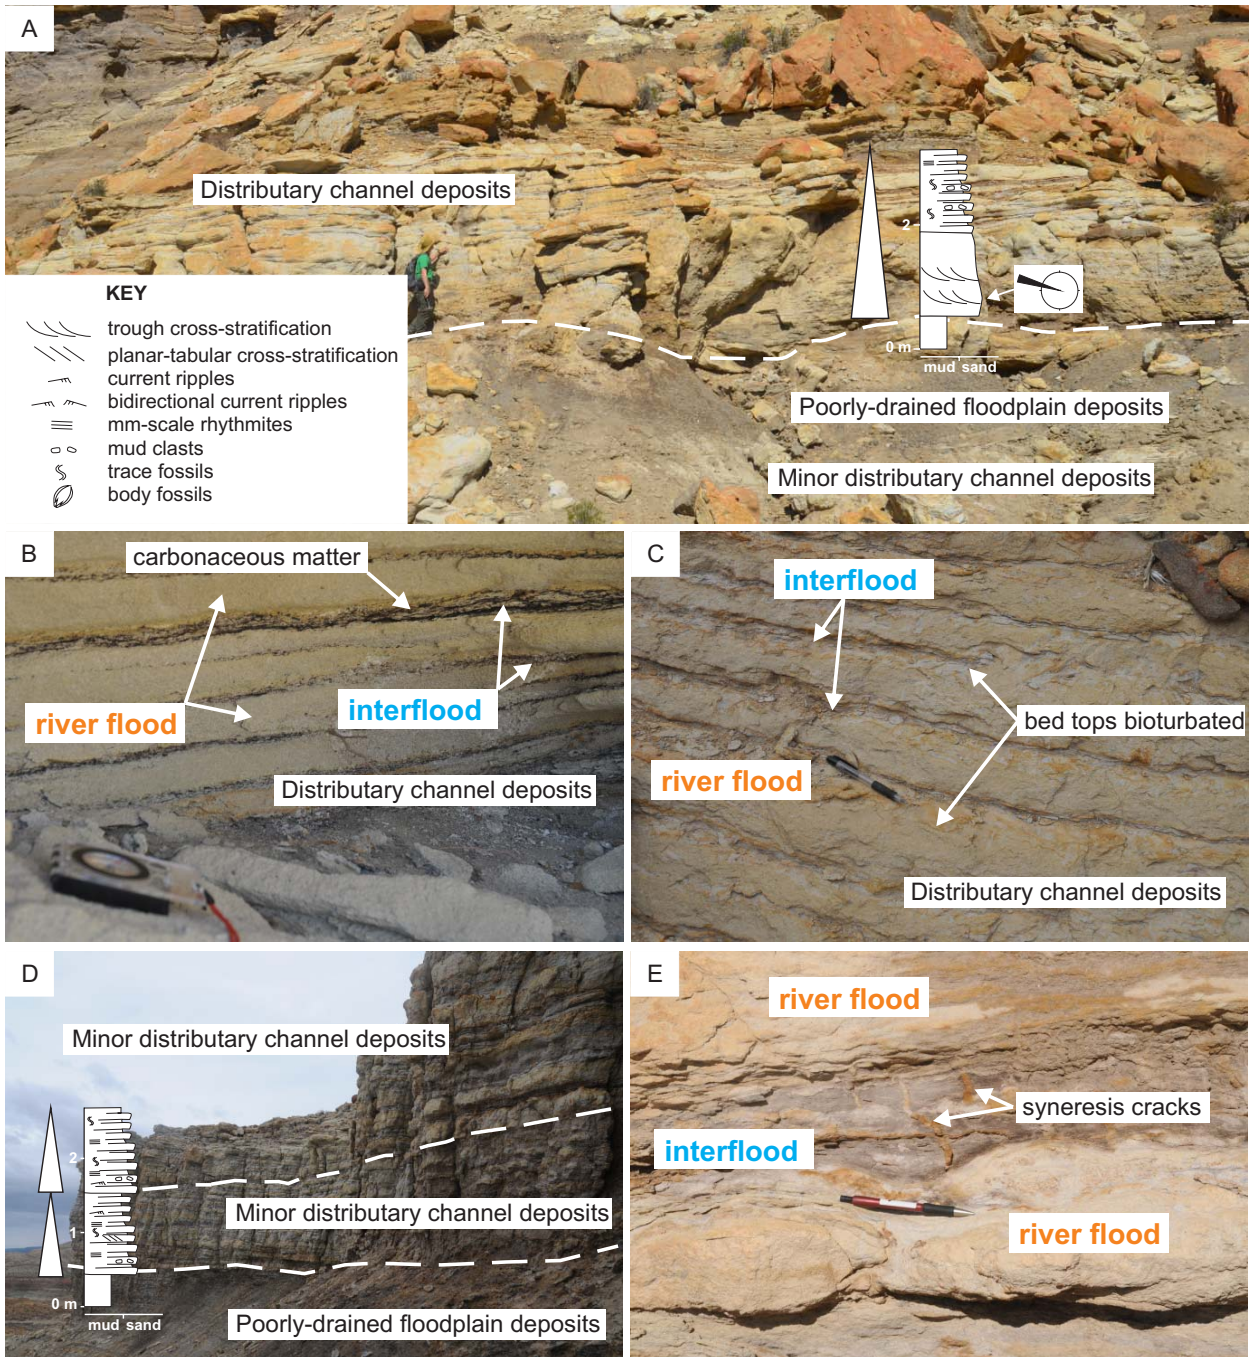 A
Distributary channel deposits
2
0 m
mud sand
KEY
trough cross-stratification
planar-tabular cross-stratification
current ripples
bidirectional current ripples
mm-scale rhythmites
mud clasts
trace fossils
body fossils
Poorly-drained floodplain deposits
Minor distributary channel deposits
B
carbonaceous matter
river flood
interflood
Distributary channel deposits
C
interflood
bed tops bioturbated
river flood
Distributary channel deposits
D
Minor distributary channel deposits
2
Minor distributary channel deposits
1
0 m
mud sand
Poorly-drained floodplain deposits
E
river flood
syneresis cracks
interflood
river flood